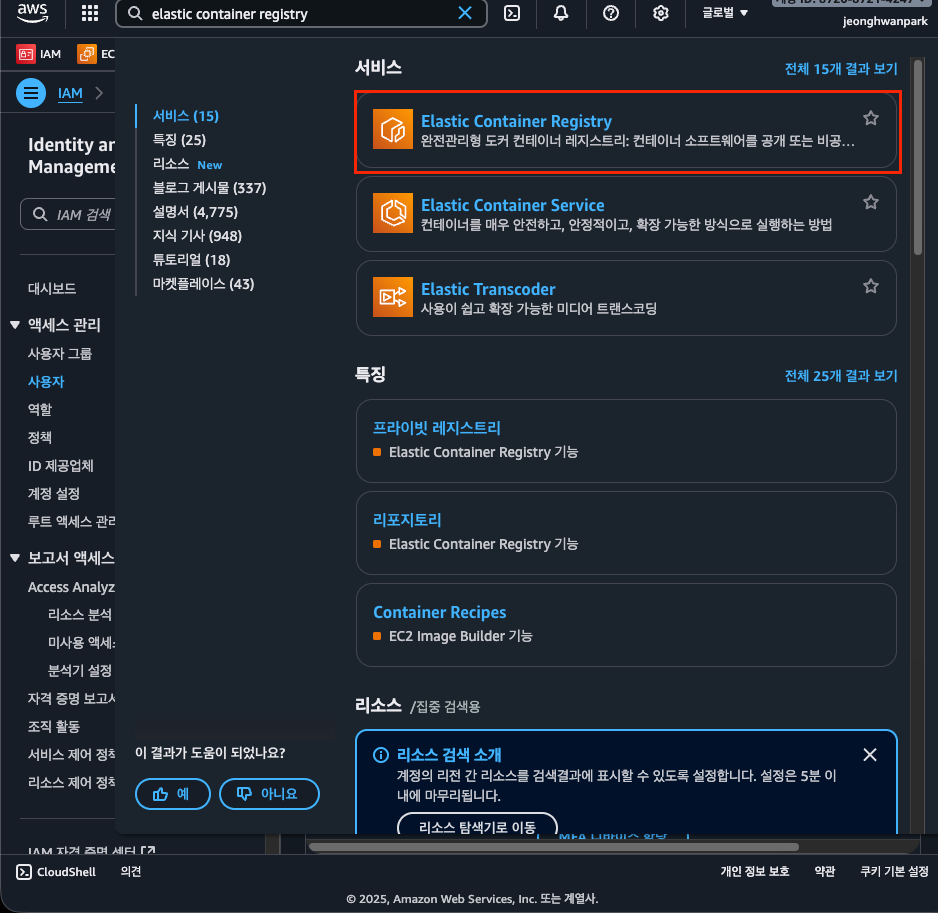 aws
elastic container registry
글로벌 ▼
jeonghwanpark
IAM
EC
IAM
Identity an
Manageme
IAM 검색
대시보드
액세스 관리
사용자 그룹
사용자
역할
정책
ID 제공업체
계정 설정
루트 액세스 관리
보고서 액세스
Access Analyz
리소스 분석
미사용 액세스
분석기 설정
자격 증명 보고서
조직 활동
서비스 제어 정책
리소스 제어 정책
IAM 자격 증명 센터
서비스 (15)
특징 (25)
리소스 New
블로그 게시물 (337)
설명서 (4,775)
지식 기사 (948)
튜토리얼 (18)
마켓플레이스 (43)
이 결과가 도움이 되었나요?
예
아니요
서비스
전체 15개 결과 보기
Elastic Container Registry
완전관리형 도커 컨테이너 레지스트리: 컨테이너 소프트웨어를 공개 또는 비공...
Elastic Container Service
컨테이너를 매우 안전하고, 안정적이고, 확장 가능한 방식으로 실행하는 방법
Elastic Transcoder
사용이 쉽고 확장 가능한 미디어 트랜스코딩
특징
전체 25개 결과 보기
프라이빗 레지스트리
Elastic Container Registry 기능
리포지토리
Elastic Container Registry 기능
Container Recipes
EC2 Image Builder 기능
리소스 /집중 검색용
리소스 검색 소개
계정의 리전 간 리소스를 검색결과에 표시할 수 있도록 설정합니다. 설정은 5분 이
내에 마무리됩니다.
리소스 탐색기로 이동
MFA 디바이스 할당
CloudShell
의견
개인 정보 보호
약관
쿠키 기본 설정
© 2025, Amazon Web Services, Inc. 또는 계열사.